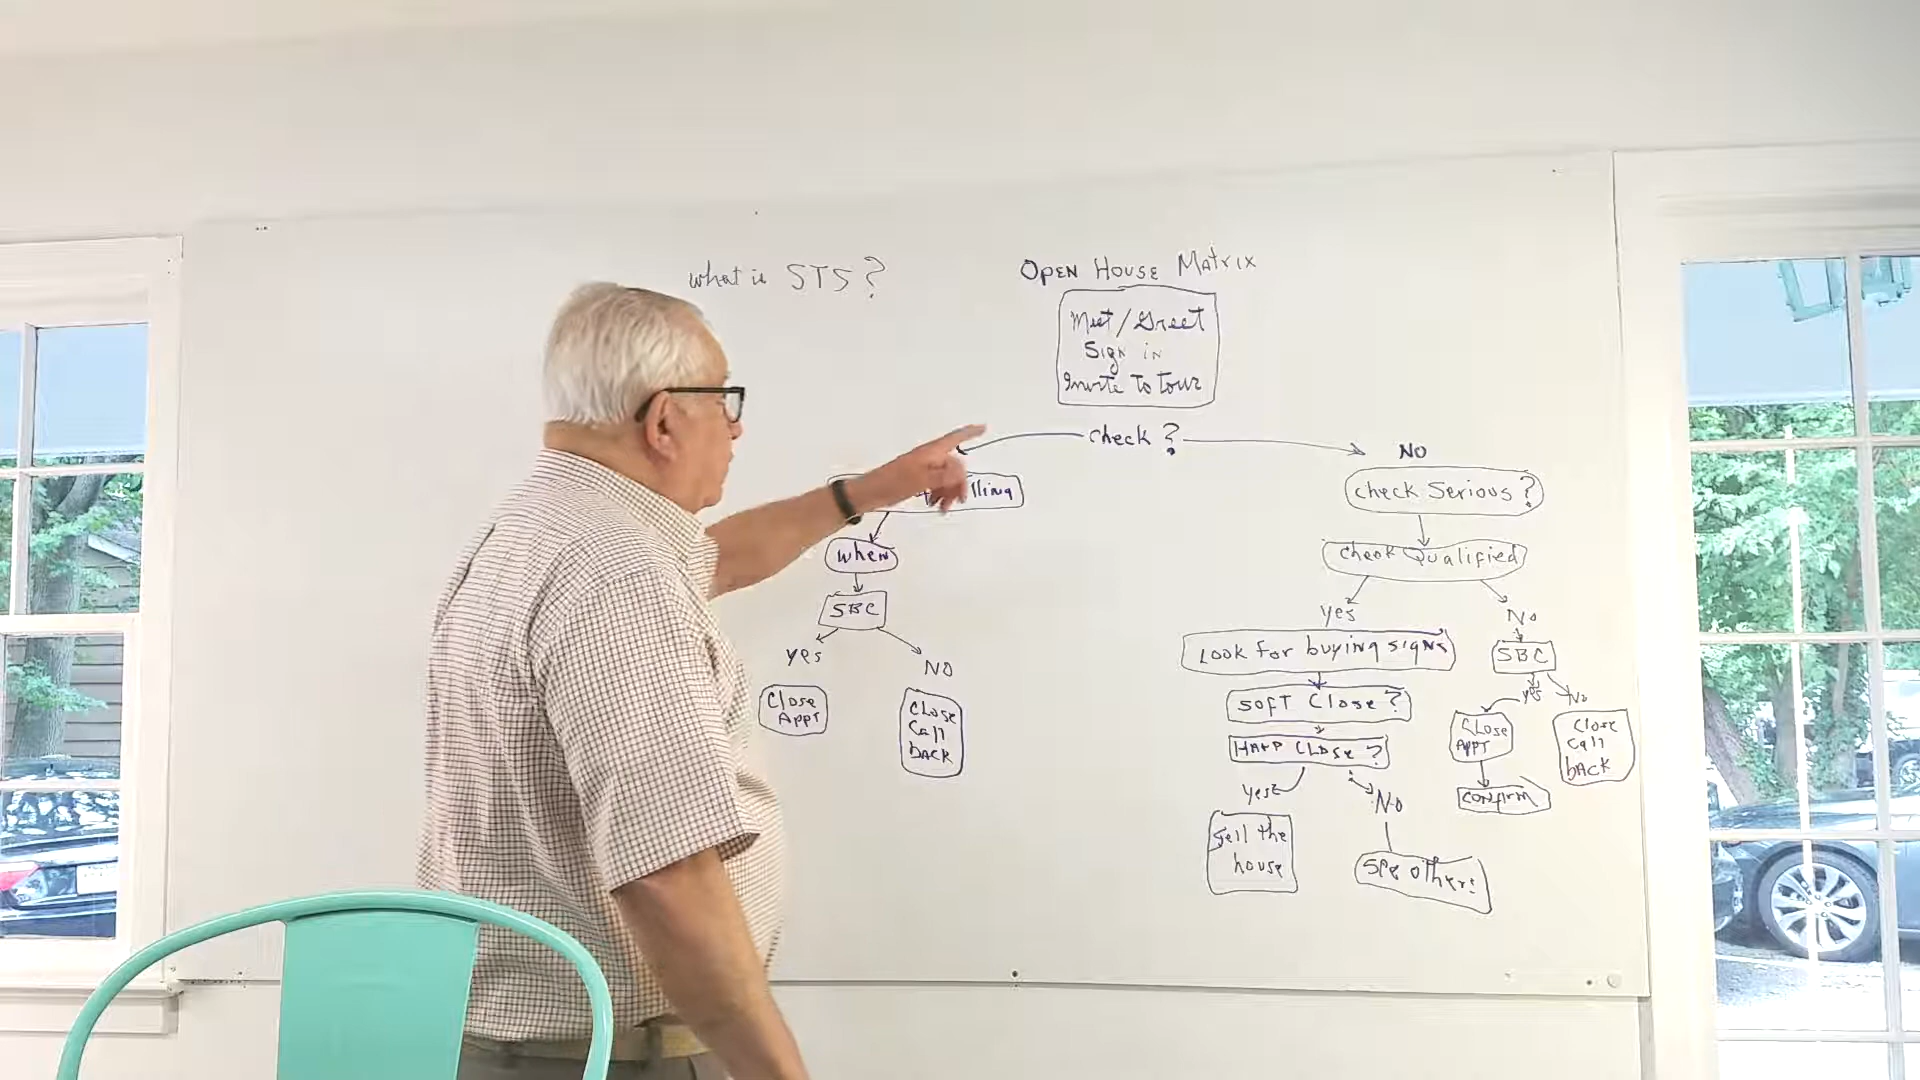 what is STS?
OPEN HOUSE MATRIX
Meet/Greet
Sign in
Invite To Tour
check?
NO
lling
check Serious?
when
check Qualified
SBC
yes
NO
yes
No
Look for buying signs
SBC
Close
APPT
Close
Call
bACK
SOFT Close?
yes
No
HARD CLOSE?
CLOSE
APPT
Close
Call
bACK
yes
No
CONFIRM
Sell the
house
See others